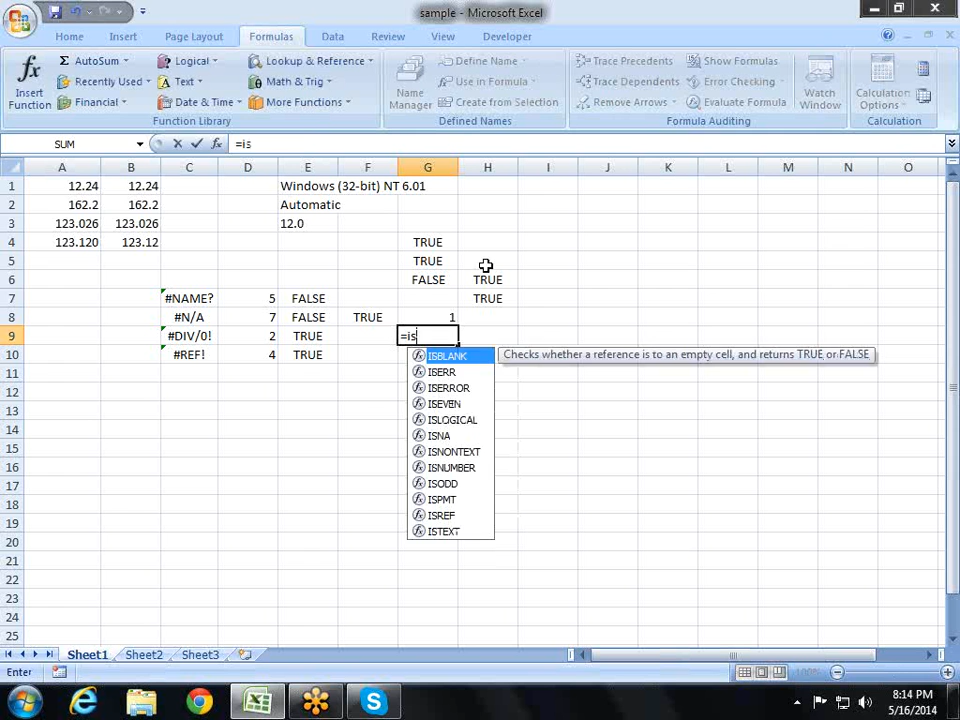 sample - Microsoft Excel
Home Insert Page Layout Formulas Data Review View Developer
Insert Function
Σ AutoSum
Recently Used
Financial
Logical
Text
Date & Time
Lookup & Reference
Math & Trig
More Functions
Function Library
Name Manager
Define Name
Use in Formula
Create from Selection
Defined Names
Trace Precedents
Trace Dependents
Remove Arrows
Show Formulas
Error Checking
Evaluate Formula
Formula Auditing
Watch Window
Calculation Options
Calculation
SUM fx =is
A B C D E F G H I J K L M N O
1 12.24 12.24 Windows (32-bit) NT 6.01
2 162.2 162.2 Automatic
3 123.026 123.026 12.0
4 123.120 123.12 TRUE
5 TRUE
6 FALSE TRUE
7 #NAME? 5 FALSE TRUE
8 #N/A 7 FALSE TRUE 1
9 #DIV/0! 2 TRUE =is
10 #REF! 4 TRUE
11
12
13
14
15
16
17
18
19
20
21
22
23
24
25
ISBLANK Checks whether a reference is to an empty cell, and returns TRUE or FALSE
ISERR
ISERROR
ISEVEN
ISLOGICAL
ISNA
ISNONTEXT
ISNUMBER
ISODD
ISPMT
ISREF
ISTEXT
Sheet1 Sheet2 Sheet3
Enter 100%
8:14 PM
5/16/2014